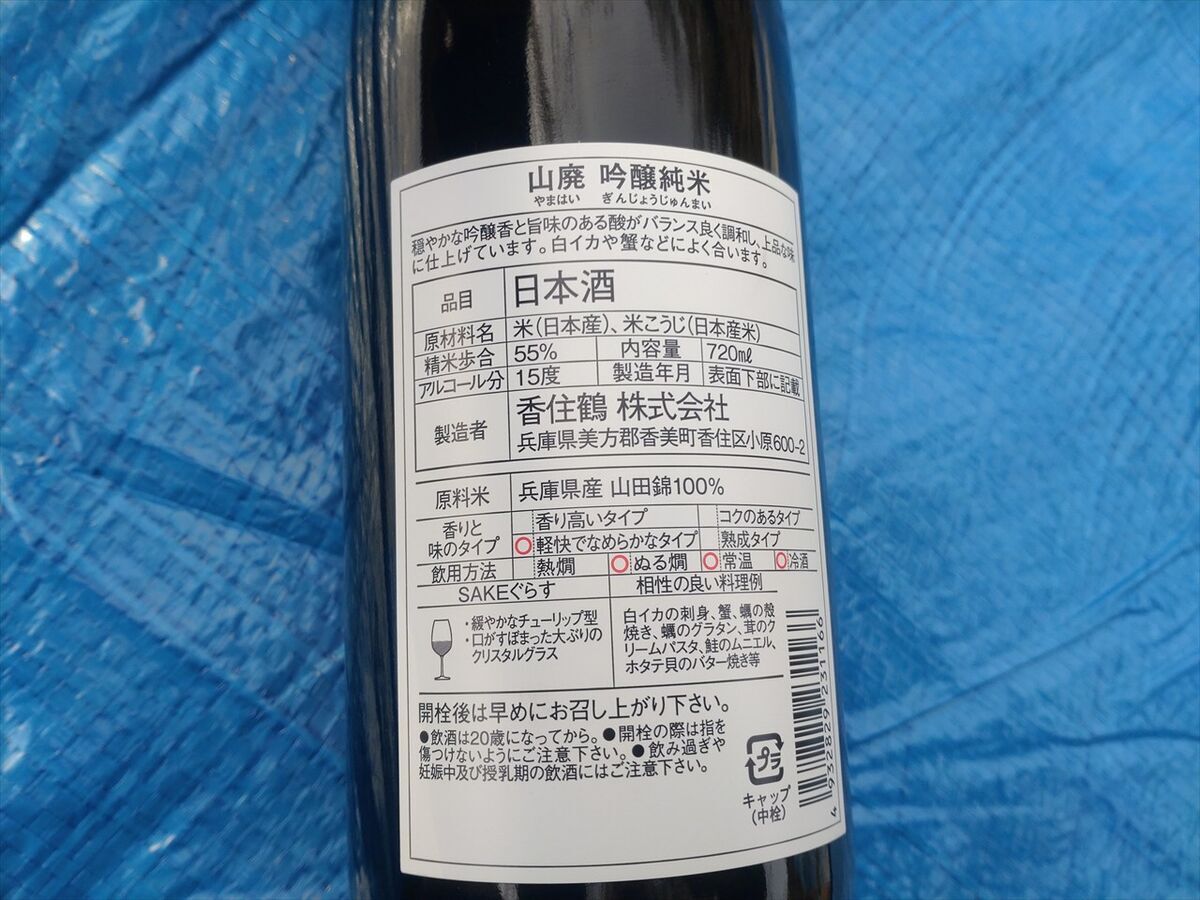 山廃 吟醸純米
やまはい ぎんじょうじゅんまい
穏やかな吟醸香と旨味のある酸がバランス良く調和し、上品な味
に仕上げています。白イカや蟹などによく合います。
品目 日本酒
原材料名 米(日本産)、米こうじ(日本産米)
精米歩合 55% 内容量 720㎖
アルコール分 15度 製造年月 表面下部に記載
製造者 香住鶴 株式会社
兵庫県美方郡香美町香住区小原600-2
原料米 兵庫県産 山田錦100%
香りと
味のタイプ
香り高いタイプ コクのあるタイプ
○ 軽快でなめらかなタイプ 熟成タイプ
飲用方法 熱燗 ○ ぬる燗 ○ 常温 ○ 冷酒
SAKEぐらす 相性の良い料理例
・緩やかなチューリップ型
・口がすぼまった大ぶりの
クリスタルグラス
白イカの刺身、蟹、蠣の殻
焼き、蠣のグラタン、茸のク
リームパスタ、鮭のムニエル、
ホタテ貝のバター焼き等
開栓後は早めにお召し上がり下さい。
●飲酒は20歳になってから。●開栓の際は指を
傷つけないようにご注意下さい。●飲み過ぎや
妊娠中及び授乳期の飲酒にはご注意下さい。
プラ
キャップ
(中栓)
4 932829 231166